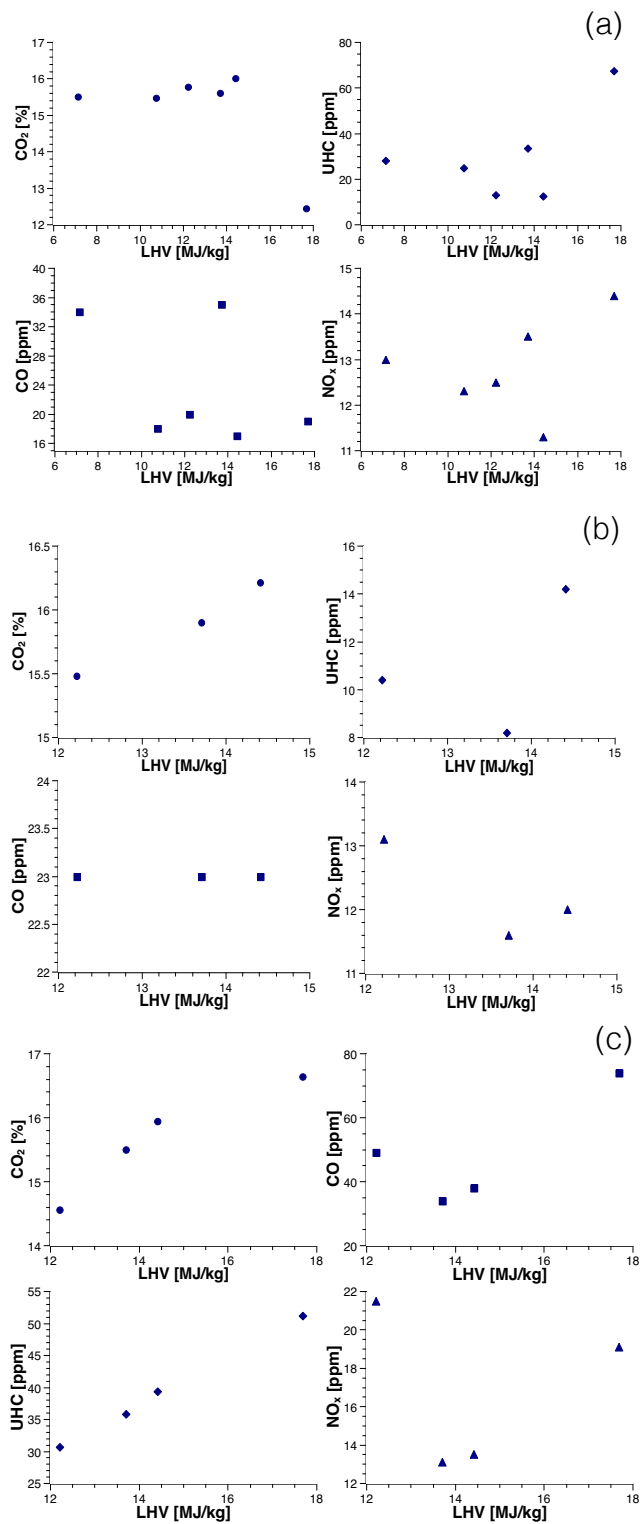 (a)
17
16
15
14
13
12
CO₂ [%]
6 8 10 12 14 16 18
LHV [MJ/kg]
80
60
40
20
0
UHC [ppm]
6 8 10 12 14 16 18
LHV [MJ/kg]
40
36
32
28
24
20
16
CO [ppm]
6 8 10 12 14 16 18
LHV [MJ/kg]
15
14
13
12
11
NOₓ [ppm]
6 8 10 12 14 16 18
LHV [MJ/kg]
(b)
16.5
16
15.5
15
CO₂ [%]
12 13 14 15
LHV [MJ/kg]
16
14
12
10
8
UHC [ppm]
12 13 14 15
LHV [MJ/kg]
24
23.5
23
22.5
22
CO [ppm]
12 13 14 15
LHV [MJ/kg]
14
13
12
11
NOₓ [ppm]
12 13 14 15
LHV [MJ/kg]
(c)
17
16
15
14
CO₂ [%]
12 14 16 18
LHV [MJ/kg]
80
60
40
20
CO [ppm]
12 14 16 18
LHV [MJ/kg]
55
50
45
40
35
30
25
UHC [ppm]
12 14 16 18
LHV [MJ/kg]
22
21
20
19
18
17
16
15
14
13
12
NOₓ [ppm]
12 14 16 18
LHV [MJ/kg]